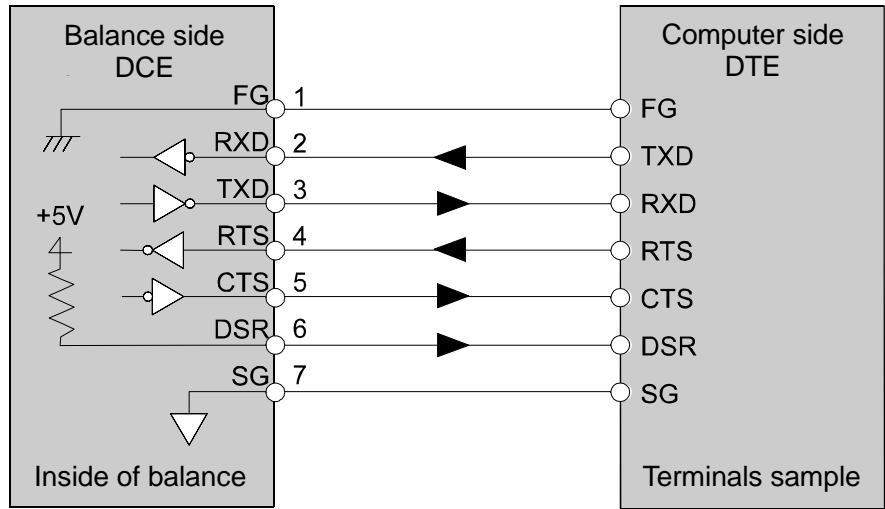 Balance side
DCE
Computer side
DTE
FG 1 FG
RXD 2 TXD
TXD 3 RXD
+5V
RTS 4 RTS
CTS 5 CTS
DSR 6 DSR
SG 7 SG
Inside of balance
Terminals sample